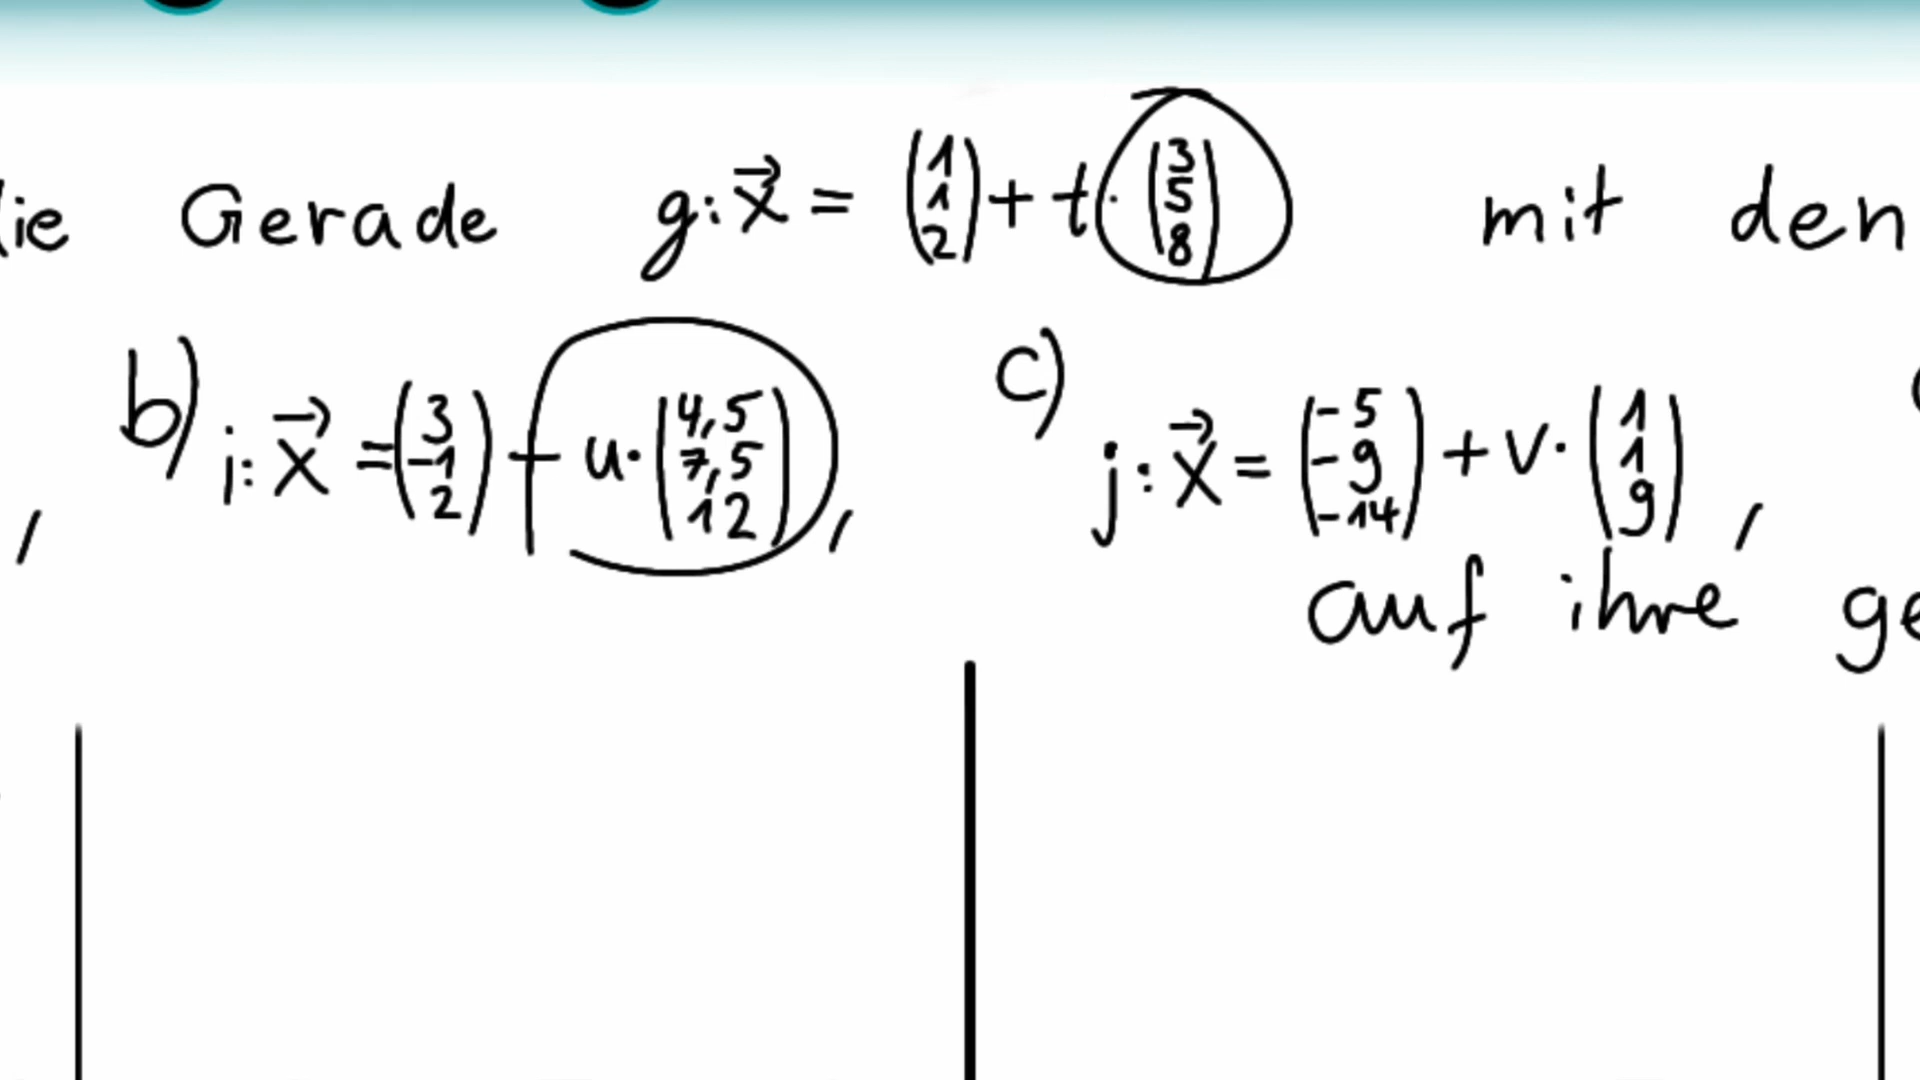 die Gerade g: x⃗ = (1 1 2) + t · (3 5 8) mit den
b) i: x⃗ = (3 -1 2) + u · (4,5 7,5 12) ,
c) j: x⃗ = (-5 -9 -14) + v · (1 1 9) ,
auf ihre